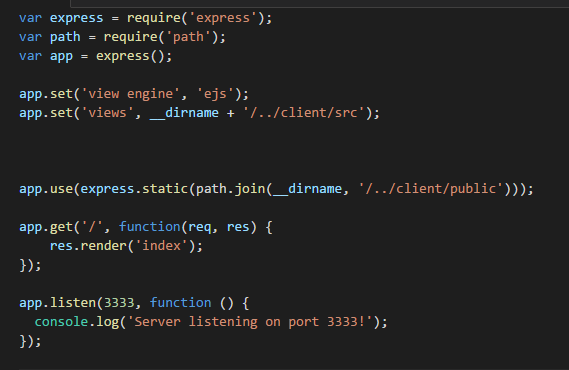 var express = require('express');
var path = require('path');
var app = express();
app.set('view engine', 'ejs');
app.set('views', __dirname + '/../client/src');
app.use(express.static(path.join(__dirname, '/../client/public')));
app.get('/', function(req, res) {
    res.render('index');
});
app.listen(3333, function () {
  console.log('Server listening on port 3333!');
});